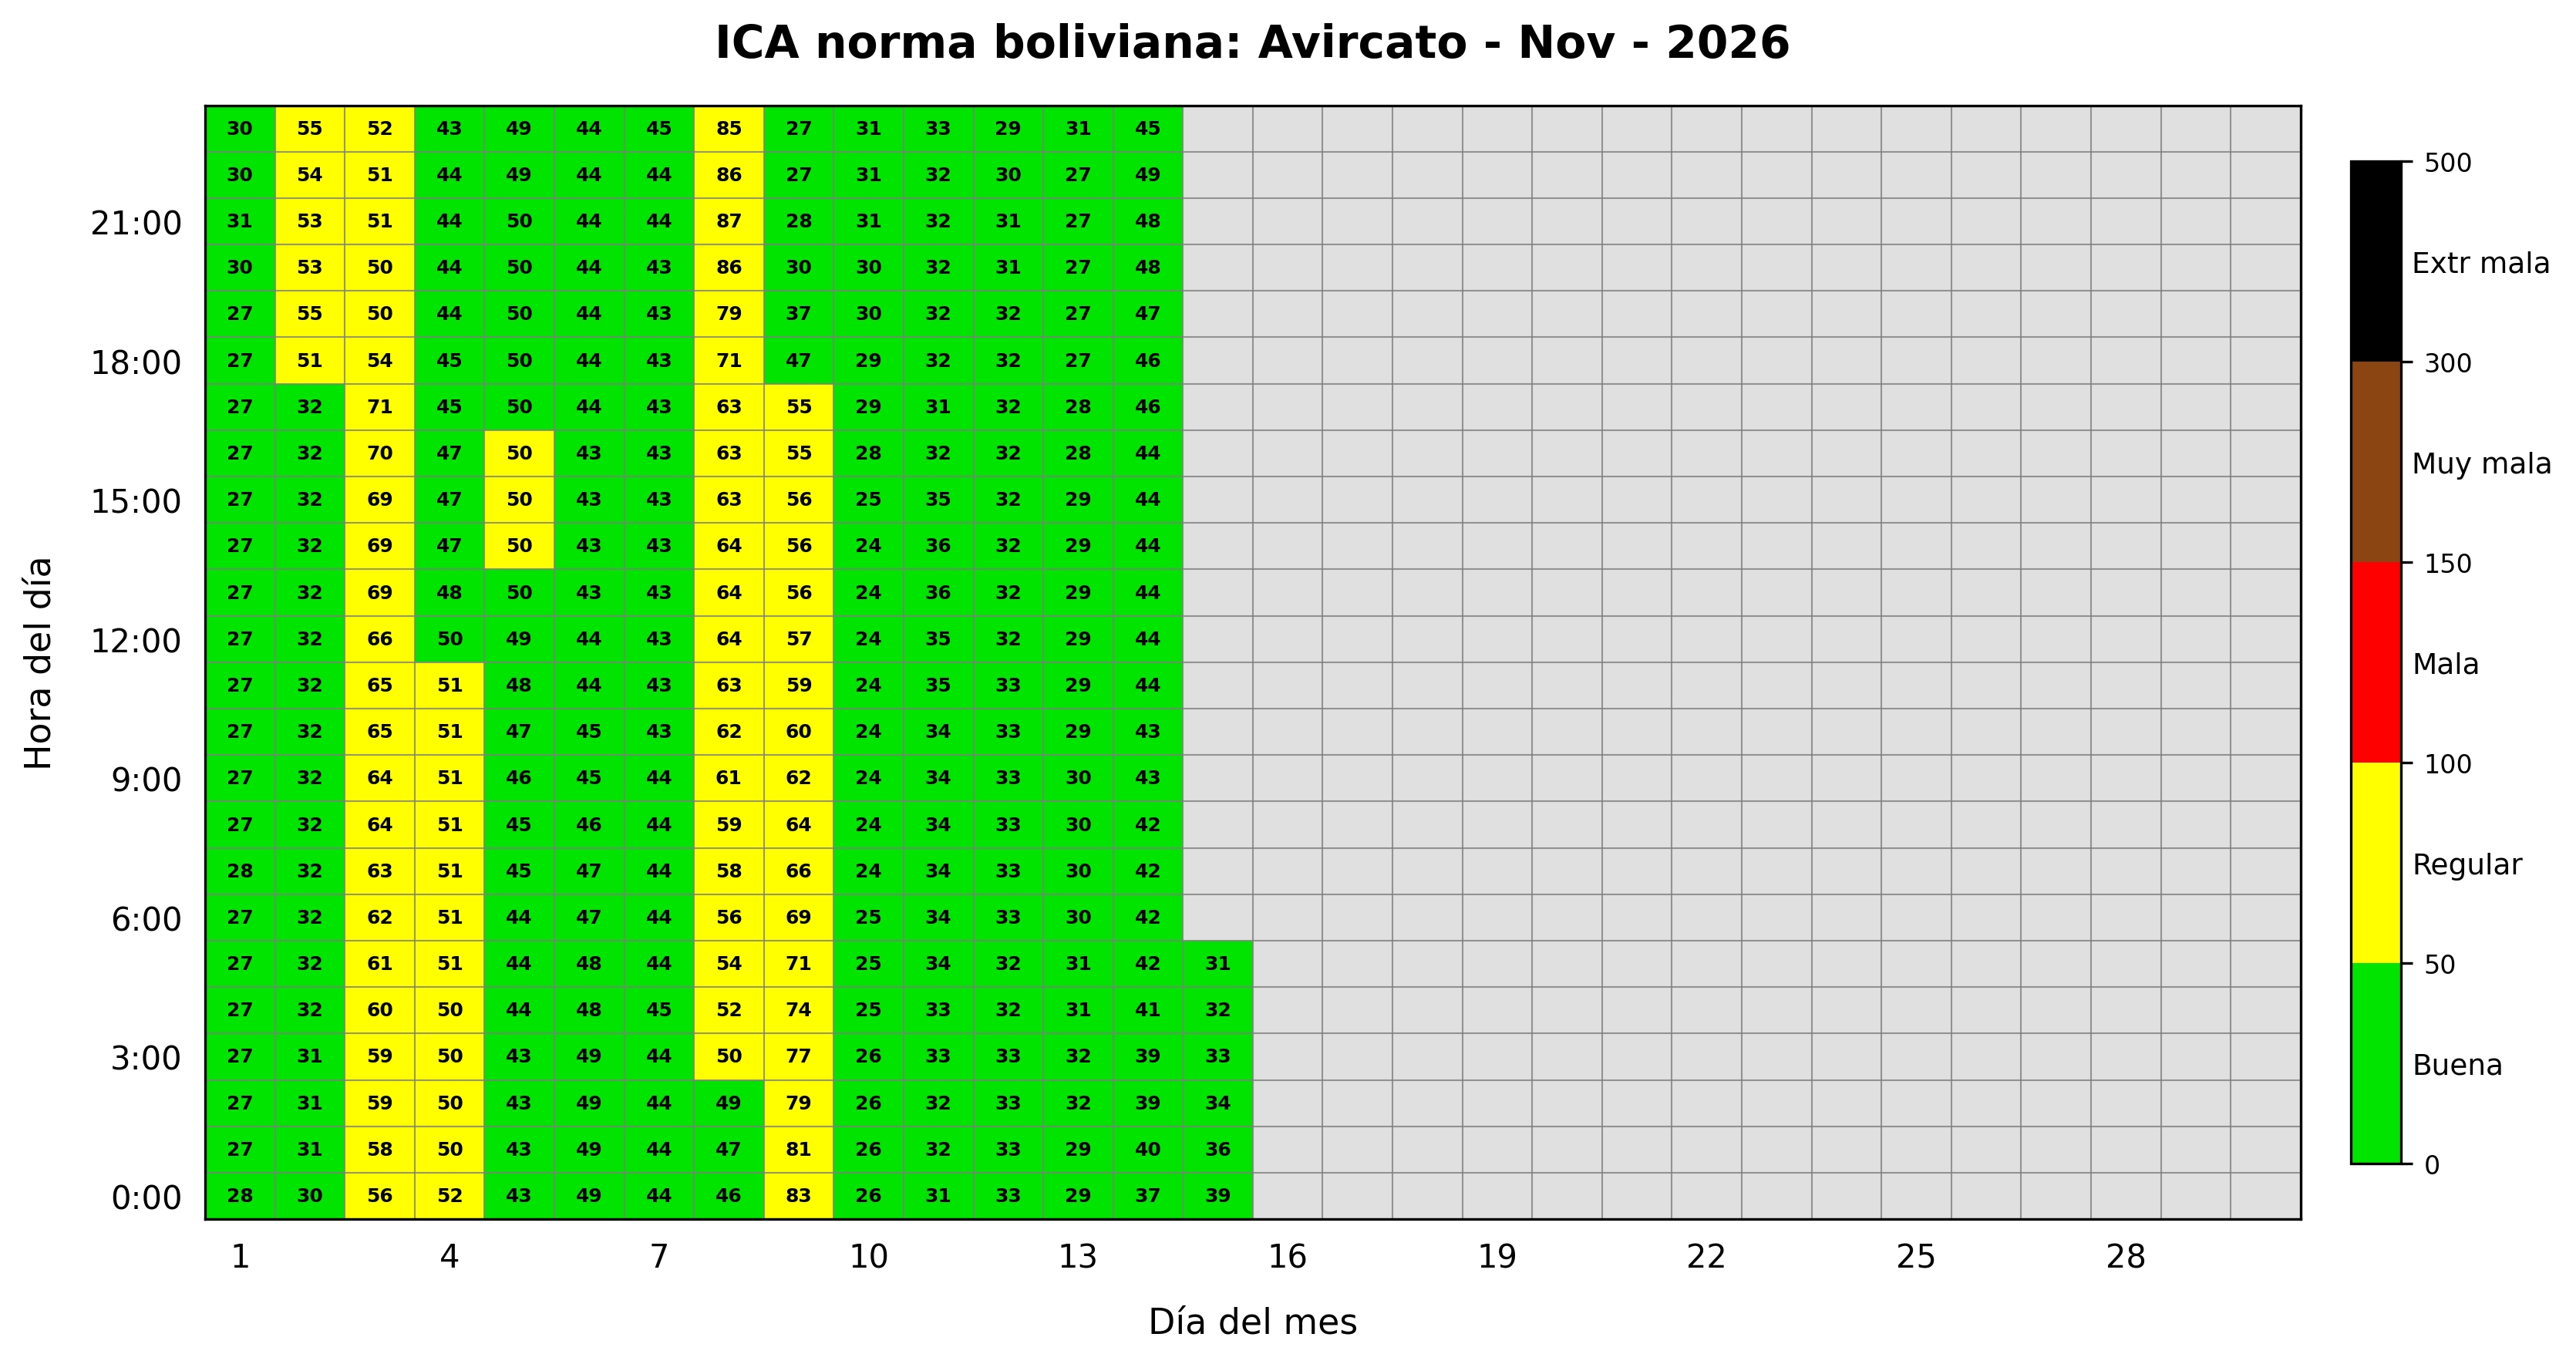 ICA norma boliviana: Avircato - Nov - 2026
30 55 52 43 49 44 45 85 27 31 33 29 31 45
30 54 51 44 49 44 44 86 27 31 32 30 27 49
21:00 31 53 51 44 50 44 44 87 28 31 32 31 27 48
30 53 50 44 50 44 43 86 30 30 32 31 27 48
27 55 50 44 50 44 43 79 37 30 32 32 27 47
18:00 27 51 54 45 50 44 43 71 47 29 32 32 27 46
27 32 71 45 50 44 43 63 55 29 31 32 28 46
27 32 70 47 50 43 43 63 55 28 32 32 28 44
15:00 27 32 69 47 50 43 43 63 56 25 35 32 29 44
27 32 69 47 50 43 43 64 56 24 36 32 29 44
27 32 69 48 50 43 43 64 56 24 36 32 29 44
12:00 27 32 66 50 49 44 43 64 57 24 35 32 29 44
27 32 65 51 48 44 43 63 59 24 35 33 29 44
27 32 65 51 47 45 43 62 60 24 34 33 29 43
9:00 27 32 64 51 46 45 44 61 62 24 34 33 30 43
27 32 64 51 45 46 44 59 64 24 34 33 30 42
28 32 63 51 45 47 44 58 66 24 34 33 30 42
6:00 27 32 62 51 44 47 44 56 69 25 34 33 30 42
27 32 61 51 44 48 44 54 71 25 34 32 31 42 31
27 32 60 50 44 48 45 52 74 25 33 32 31 41 32
3:00 27 31 59 50 43 49 44 50 77 26 33 33 32 39 33
27 31 59 50 43 49 44 49 79 26 32 33 32 39 34
27 31 58 50 43 49 44 47 81 26 32 33 29 40 36
0:00 28 30 56 52 43 49 44 46 83 26 31 33 29 37 39
1 4 7 10 13 16 19 22 25 28
Día del mes
Hora del día
500
Extr mala
300
Muy mala
150
Mala
100
Regular
50
Buena
0